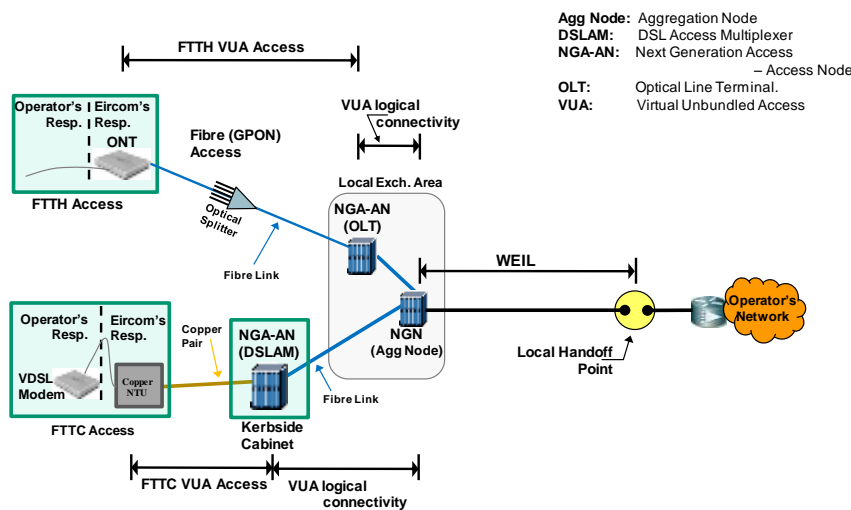 Agg Node: Aggregation Node
DSLAM: DSL Access Multiplexer
NGA-AN: Next Generation Access
– Access Node
OLT: Optical Line Terminal.
VUA: Virtual Unbundled Access
FTTH VUA Access
VUA logical
connectivity
Operator's Eircom's
Resp. Resp.
ONT
FTTH Access
Fibre (GPON)
Access
Optical
Splitter
Fibre Link
Local Exch. Area
NGA-AN
(OLT)
WEIL
NGN
(Agg Node)
Local Handoff
Point
Operator's
Network
Operator's Eircom's
Resp. Resp.
VDSL
Modem
Copper
NTU
FTTC Access
Copper
Pair
NGA-AN
(DSLAM)
Kerbside
Cabinet
Fibre Link
FTTC VUA Access
VUA logical
connectivity